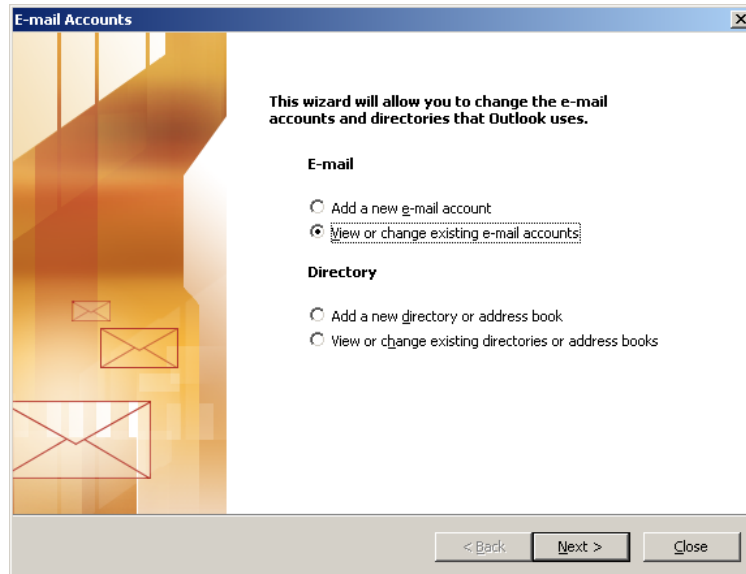 E-mail Accounts
This wizard will allow you to change the e-mail
accounts and directories that Outlook uses.
E-mail
Add a new e-mail account
View or change existing e-mail accounts
Directory
Add a new directory or address book
View or change existing directories or address books
< Back
Next >
Close